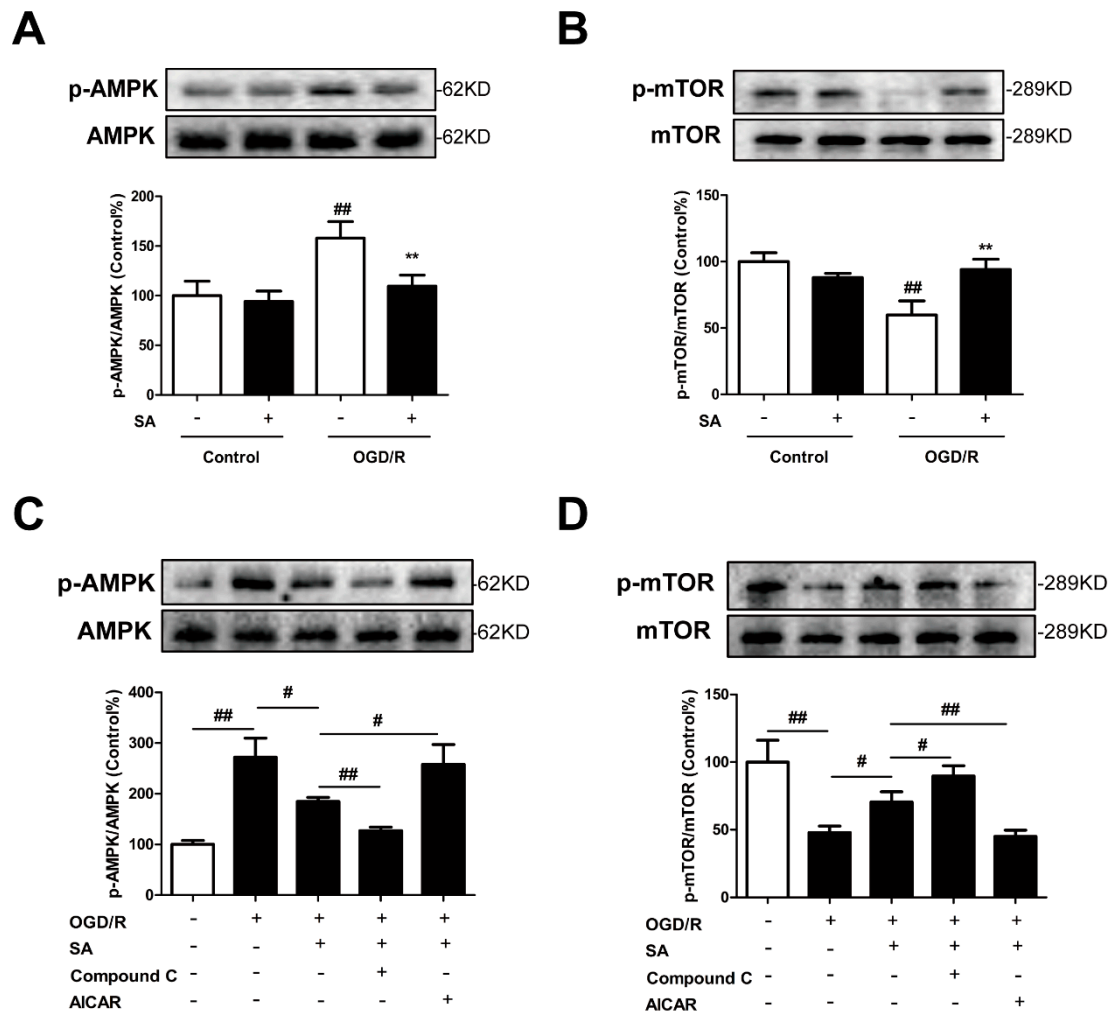 A
p-AMPK
-62KD
AMPK
-62KD
p-AMPK/AMPK (Control%)
200
150
100
50
0
##
**
SA
- + - +
Control OGD/R
B
p-mTOR
-289KD
mTOR
-289KD
p-mTOR/mTOR (Control%)
150
100
50
0
##
**
- + - +
Control OGD/R
C
p-AMPK
-62KD
AMPK
-62KD
p-AMPK/AMPK (Control%)
400
300
200
100
0
##
#
#
##
OGD/R - + + + +
SA - - + + +
Compound C - - - + -
AICAR - - - - +
D
p-mTOR
-289KD
mTOR
-289KD
p-mTOR/mTOR (Control%)
150
100
50
0
##
#
##
#
OGD/R - + + + +
SA - - + + +
Compound C - - - + -
AICAR - - - - +